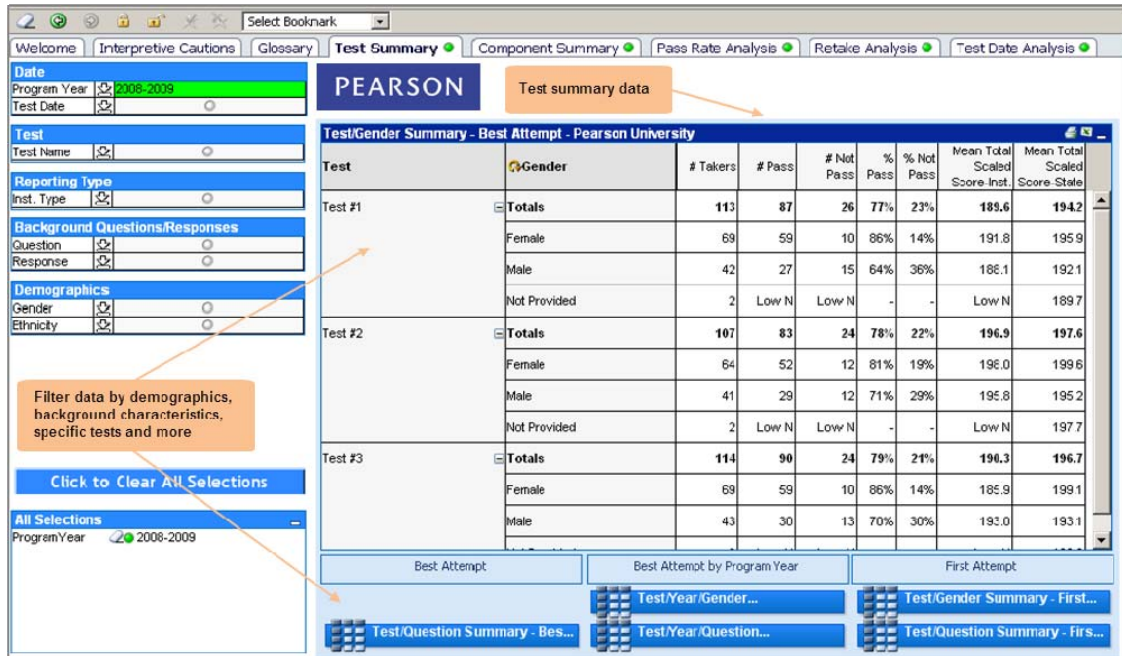 Select Bookmark
Welcome Interpretive Cautions Glossary Test Summary Component Summary Pass Rate Analysis Retake Analysis Test Date Analysis
Date
Program Year 2008-2009
Test Date
Test
Test Name
Reporting Type
Inst. Type
Background Questions/Responses
Question
Response
Demographics
Gender
Ethnicity
Filter data by demographics,
background characteristics,
specific tests and more
Click to Clear All Selections
All Selections
ProgramYear 2008-2009
PEARSON
Test summary data
Test/Gender Summary - Best Attempt - Pearson University
Test Gender # Takers # Pass # Not Pass % Pass % Not Pass Mean Total Scaled Score-Inst. Mean Total Scaled Score-State
Test #1 Totals 113 87 26 77% 23% 189.6 194.2
Female 69 59 10 86% 14% 191.8 195.9
Male 42 27 15 64% 36% 188.1 192.1
Not Provided 2 Low N Low N - - Low N 189.7
Test #2 Totals 107 83 24 78% 22% 196.9 197.6
Female 64 52 12 81% 19% 198.0 199.6
Male 41 29 12 71% 29% 195.8 195.2
Not Provided 2 Low N Low N - - Low N 197.7
Test #3 Totals 114 90 24 79% 21% 190.3 196.7
Female 69 59 10 86% 14% 185.9 199.1
Male 43 30 13 70% 30% 193.0 193.1
Best Attempt Best Attempt by Program Year First Attempt
Test/Year/Gender... Test/Gender Summary - First...
Test/Question Summary - Bes... Test/Year/Question... Test/Question Summary - Firs...